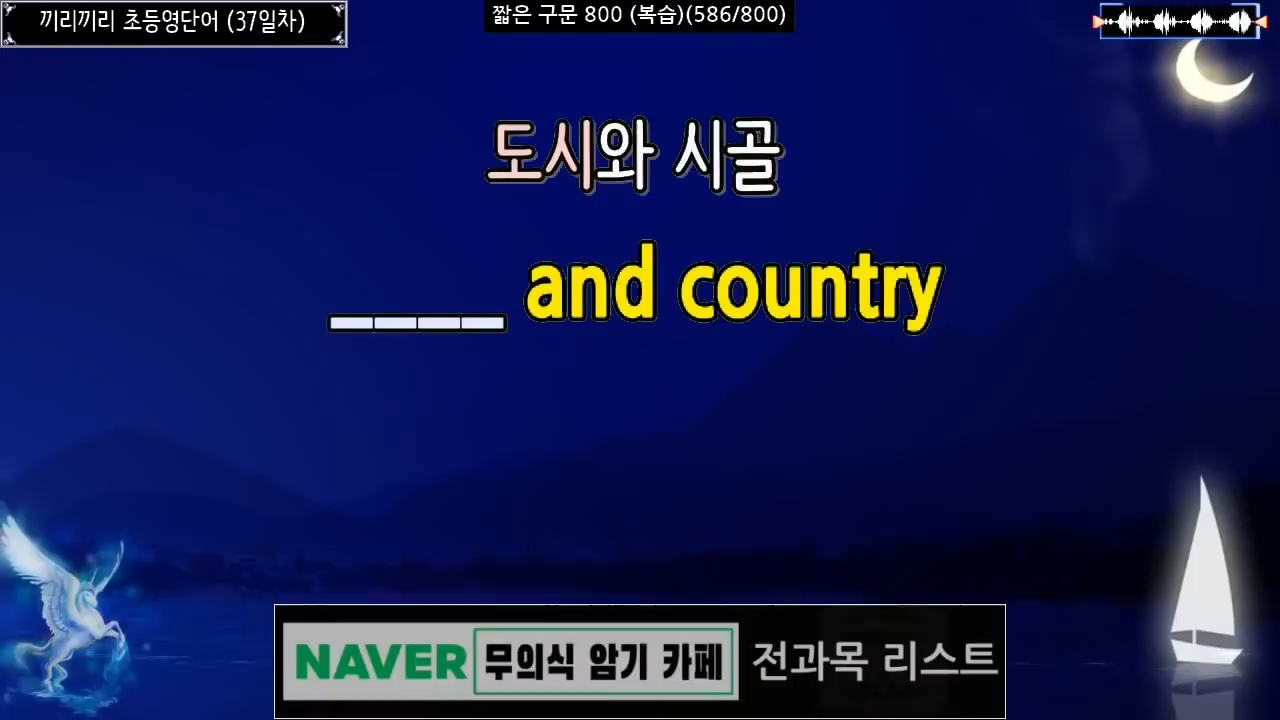 끼리끼리 초등영단어 (37일차)
짧은 구문 800 (복습)(586/800)
도시와 시골
____ and country
NAVER 무의식 암기 카페 전과목 리스트